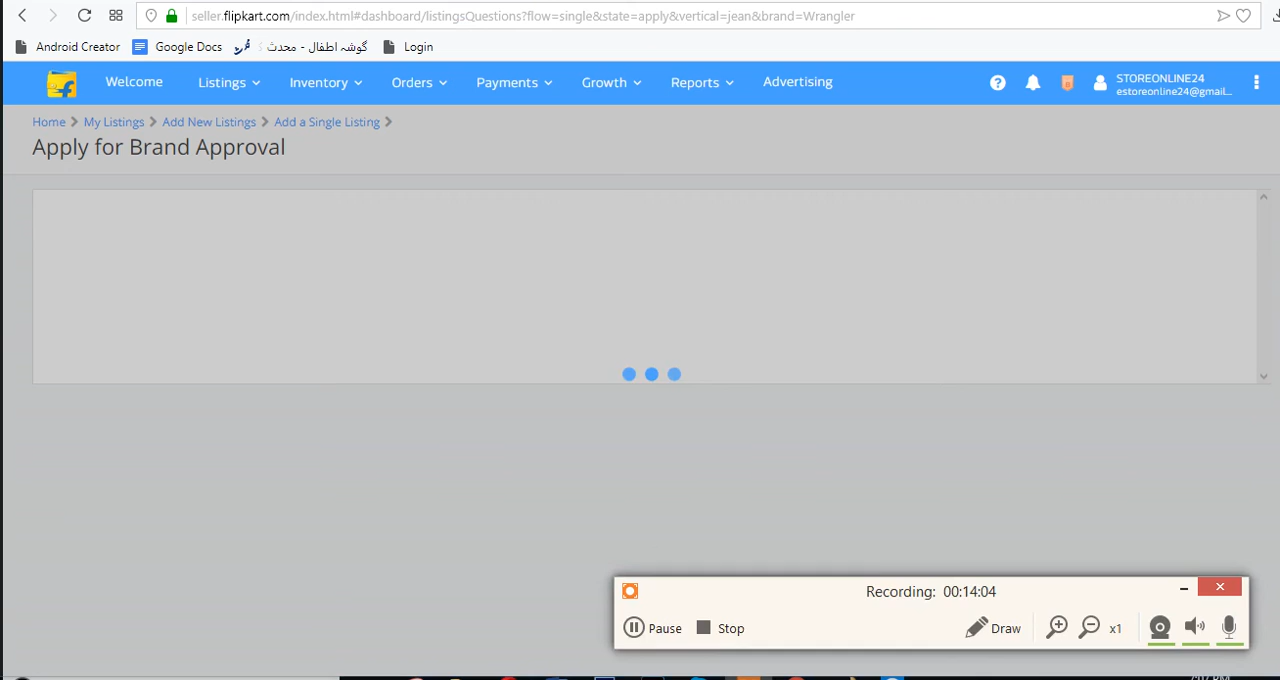 seller.flipkart.com/index.html#dashboard/listingsQuestions?flow=single&state=apply&vertical=jean&brand=Wrangler
Android Creator Google Docs گوشہ اطفال - محدث Login
Welcome Listings Inventory Orders Payments Growth Reports Advertising STOREONLINE24
estoreonline24@gmail...
Home My Listings Add New Listings Add a Single Listing
Apply for Brand Approval
Recording: 00:14:04
Pause Stop Draw x1